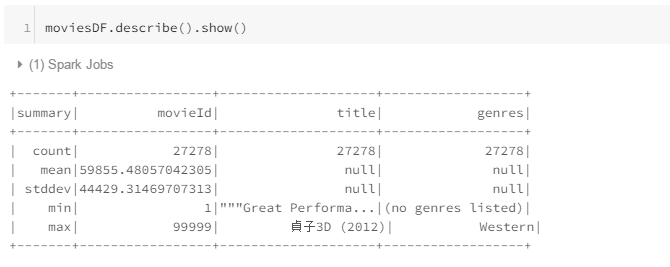 1 moviesDF.describe().show()
(1) Spark Jobs
+-------+-----------------+--------------------+------------------+
|summary|          movieId|               title|            genres|
+-------+-----------------+--------------------+------------------+
|  count|            27278|               27278|             27278|
|   mean|59855.48057042305|                null|              null|
| stddev|44429.31469707313|                null|              null|
|    min|                1|"""Great Performa...|(no genres listed)|
|    max|            99999|         貞子3D (2012)|           Western|
+-------+-----------------+--------------------+------------------+